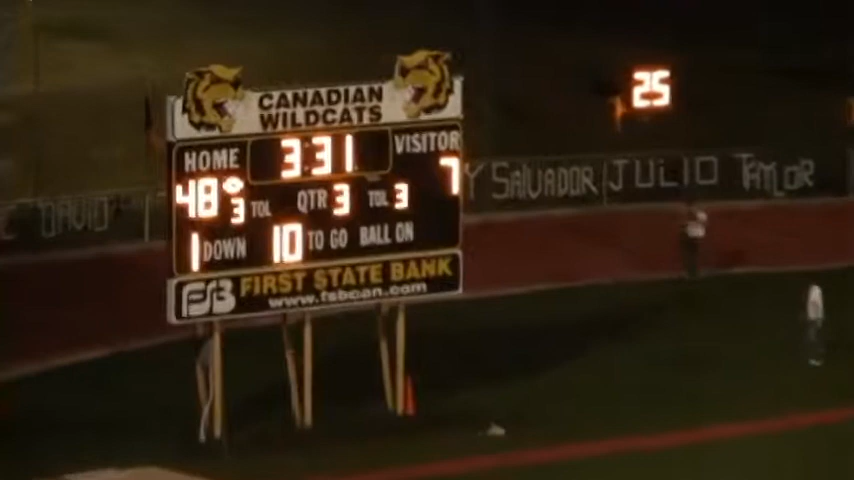 CANADIAN
WILDCATS
25
HOME 3:31 VISITOR
48 7
3 TOL QTR 3 TOL 3
1 DOWN 10 TO GO BALL ON
FSB FIRST STATE BANK
www.fsbcan.com
DAVID
Y SALVADOR JULIO TAYLOR